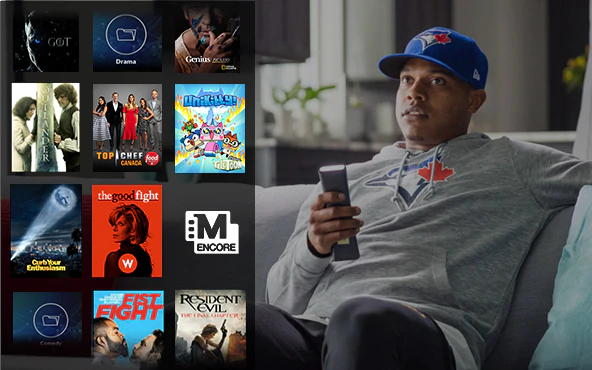 GOT
Drama
Genius PICASSO
OUTLANDER
TOP CHEF
CANADA
food
UniKitty!
Curb Your
Enthusiasm
the good fight
W
M
ENCORE
Comedy
FIST
FIGHT
RESIDENT
EVIL
THE FINAL CHAPTER